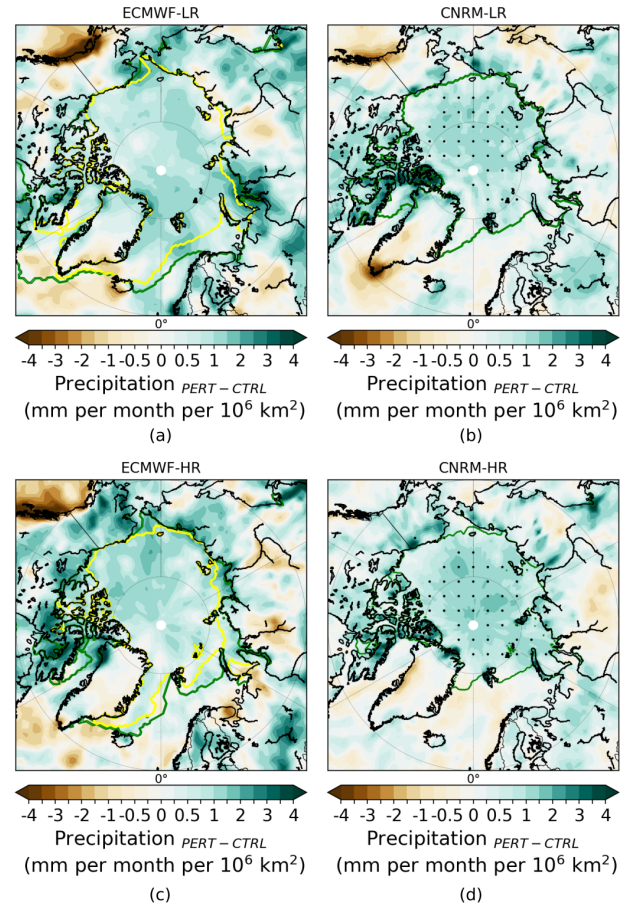 ECMWF-LR
CNRM-LR
0°
0°
-4 -3 -2 -1-0.5 0 0.5 1 2 3 4
-4 -3 -2 -1-0.5 0 0.5 1 2 3 4
Precipitation PERT−CTRL
(mm per month per 10⁶ km²)
Precipitation PERT−CTRL
(mm per month per 10⁶ km²)
(a)
(b)
ECMWF-HR
CNRM-HR
0°
0°
-4 -3 -2 -1-0.5 0 0.5 1 2 3 4
-4 -3 -2 -1-0.5 0 0.5 1 2 3 4
Precipitation PERT−CTRL
(mm per month per 10⁶ km²)
Precipitation PERT−CTRL
(mm per month per 10⁶ km²)
(c)
(d)